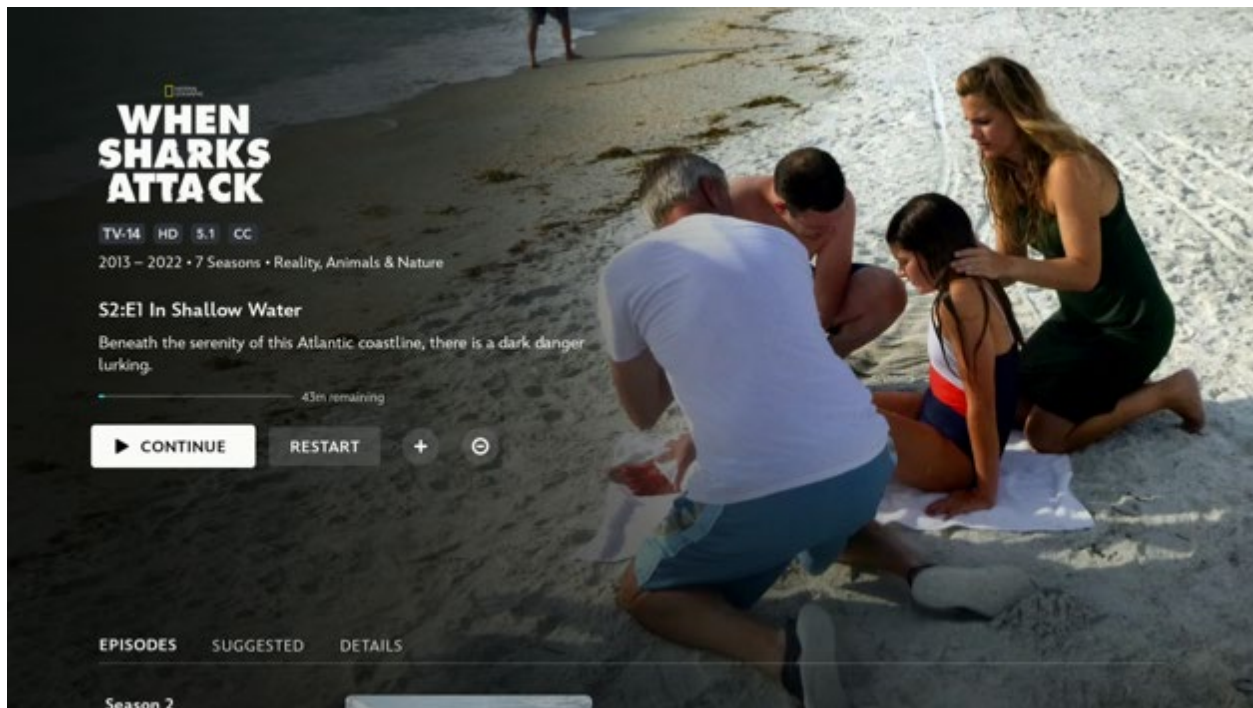 NATIONAL
GEOGRAPHIC
WHEN
SHARKS
ATTACK
TV-14 HD 5.1 CC
2013 – 2022 • 7 Seasons • Reality, Animals & Nature
S2:E1 In Shallow Water
Beneath the serenity of this Atlantic coastline, there is a dark danger
lurking.
43m remaining
CONTINUE RESTART
EPISODES SUGGESTED DETAILS
Season 2